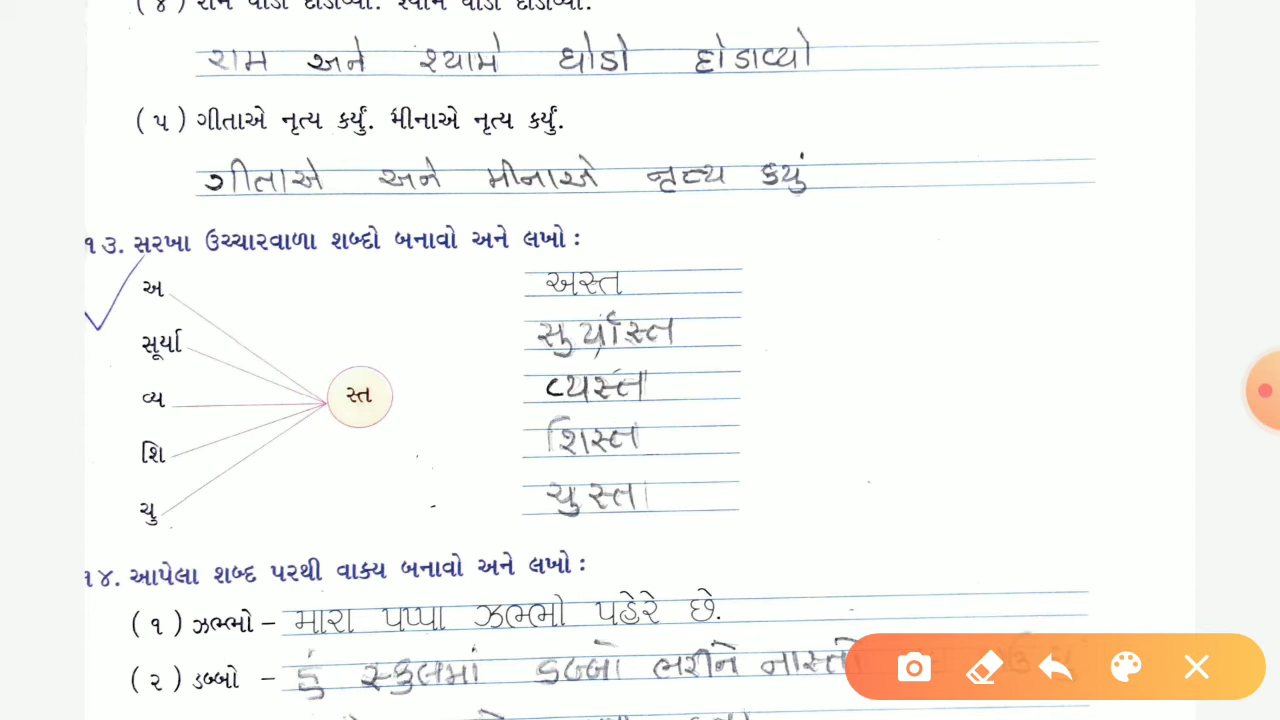 (૪) રામે ઘોડો દોડાવ્યો. શ્યામે ઘોડો દોડાવ્યો.
રામ અને શ્યામે ઘોડો દોડાવ્યો
(૫) ગીતાએ નૃત્ય કર્યું. મીનાએ નૃત્ય કર્યું.
ગીતાએ અને મીનાએ નૃત્ય કર્યું
૧૩. સરખા ઉચ્ચારવાળા શબ્દો બનાવો અને લખો :
અ
સૂર્યા
વ્ય
શિ
ચુ
સ્ત
અસ્ત
સુર્યાસ્ત
વ્યસ્ત
શિસ્ત
ચુસ્ત
૧૪. આપેલા શબ્દ પરથી વાક્ય બનાવો અને લખો :
(૧) ઝભ્ભો – મારા પપ્પા ઝભ્ભો પહેરે છે.
(૨) ડબ્બો – હું સ્કુલમાં ડબ્બો ભરીને નાસ્તો